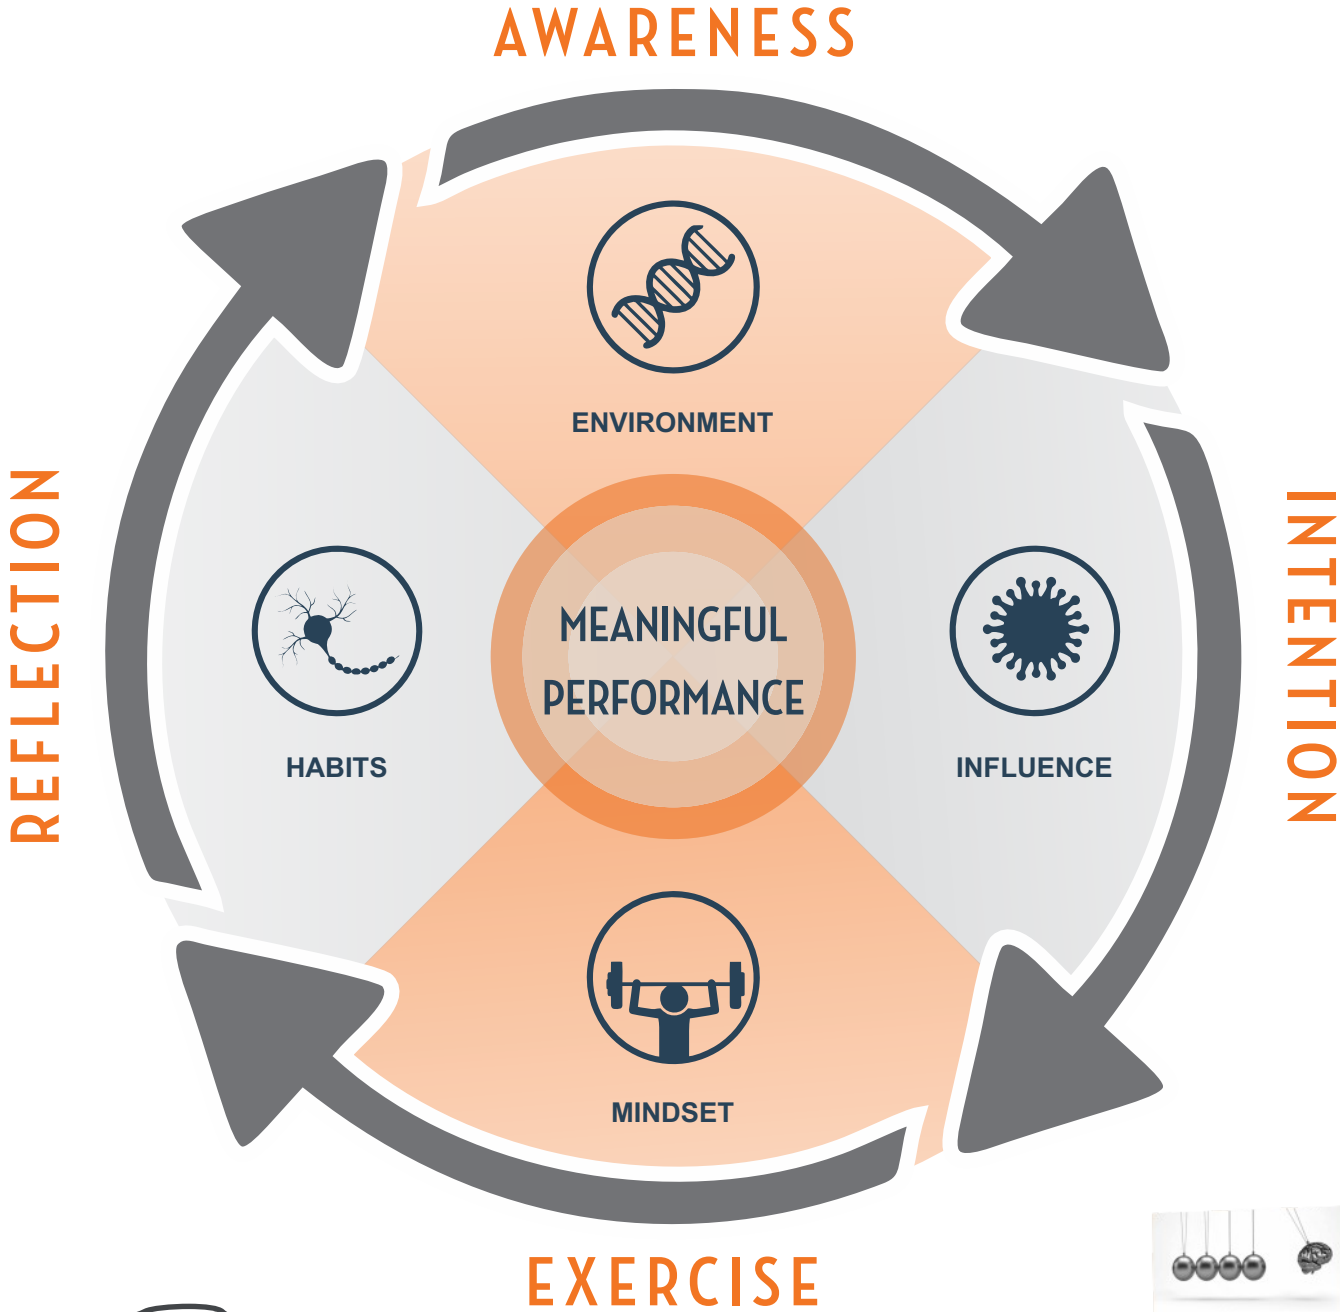 AWARENESS
ENVIRONMENT
REFLECTION
MEANINGFUL
PERFORMANCE
INTENTION
HABITS
INFLUENCE
MINDSET
EXERCISE